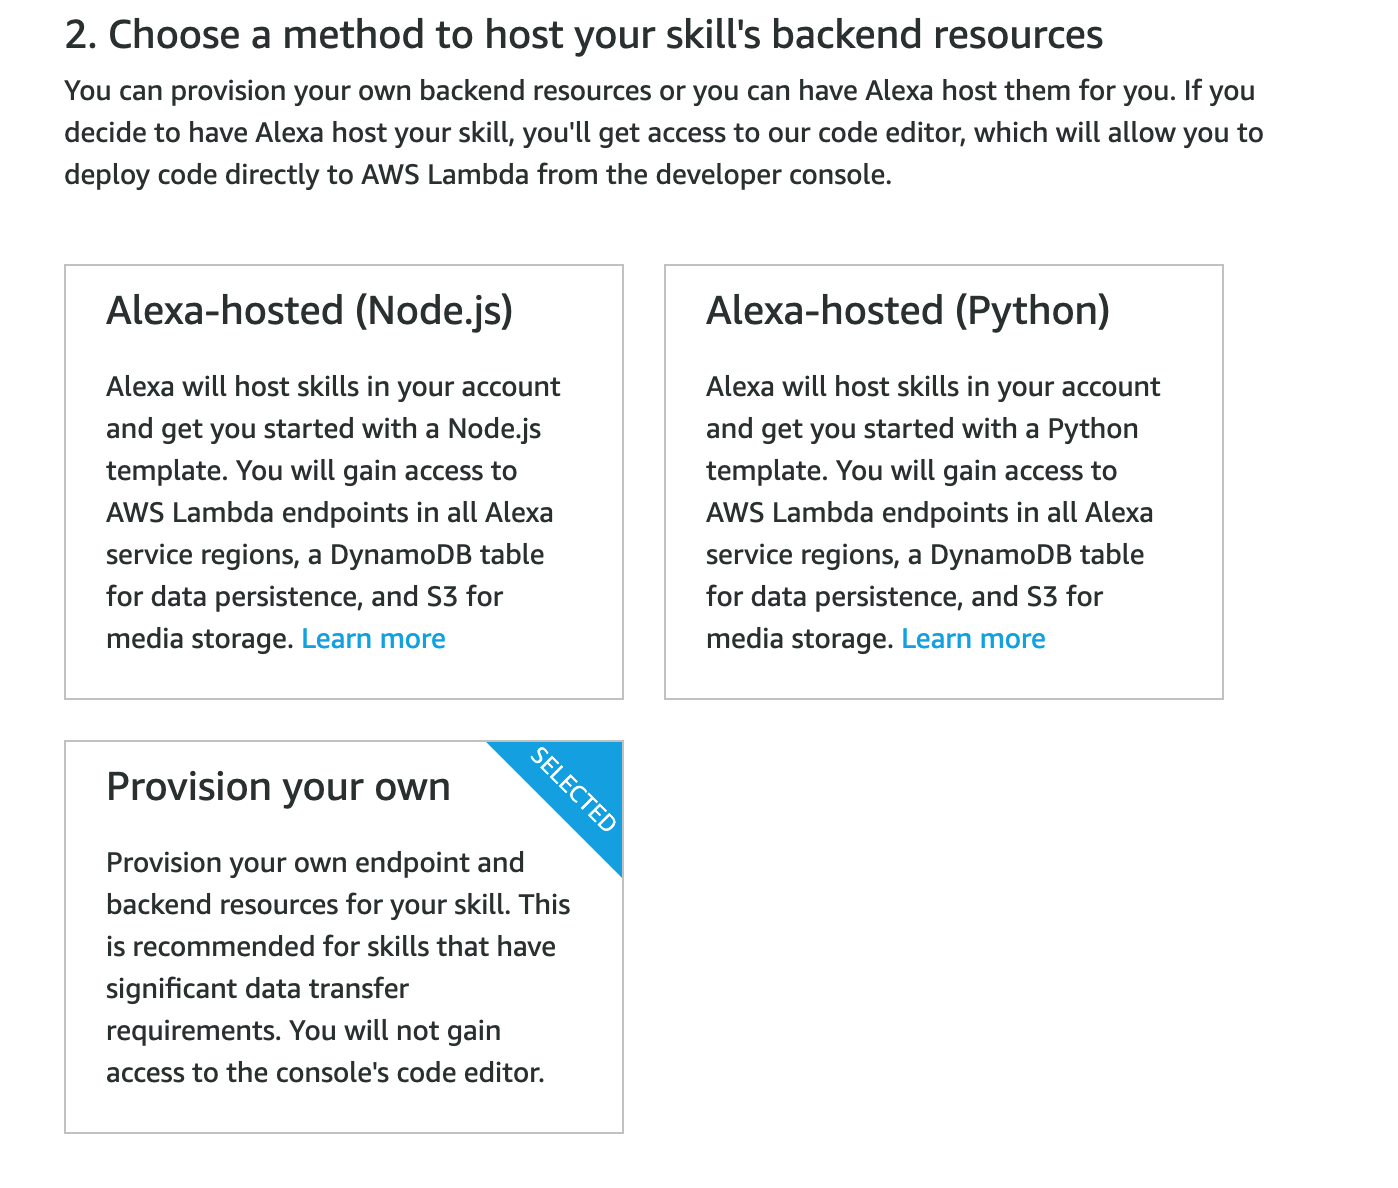 2. Choose a method to host your skill's backend resources
You can provision your own backend resources or you can have Alexa host them for you. If you
decide to have Alexa host your skill, you'll get access to our code editor, which will allow you to
deploy code directly to AWS Lambda from the developer console.
Alexa-hosted (Node.js)
Alexa will host skills in your account
and get you started with a Node.js
template. You will gain access to
AWS Lambda endpoints in all Alexa
service regions, a DynamoDB table
for data persistence, and S3 for
media storage. Learn more
Alexa-hosted (Python)
Alexa will host skills in your account
and get you started with a Python
template. You will gain access to
AWS Lambda endpoints in all Alexa
service regions, a DynamoDB table
for data persistence, and S3 for
media storage. Learn more
Provision your own
SELECTED
Provision your own endpoint and
backend resources for your skill. This
is recommended for skills that have
significant data transfer
requirements. You will not gain
access to the console's code editor.